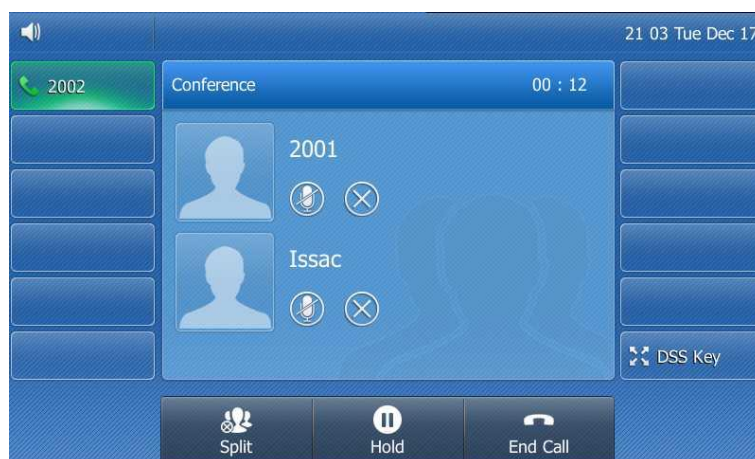 21 03 Tue Dec 17
2002
Conference 00 : 12
2001
Issac
DSS Key
Split Hold End Call